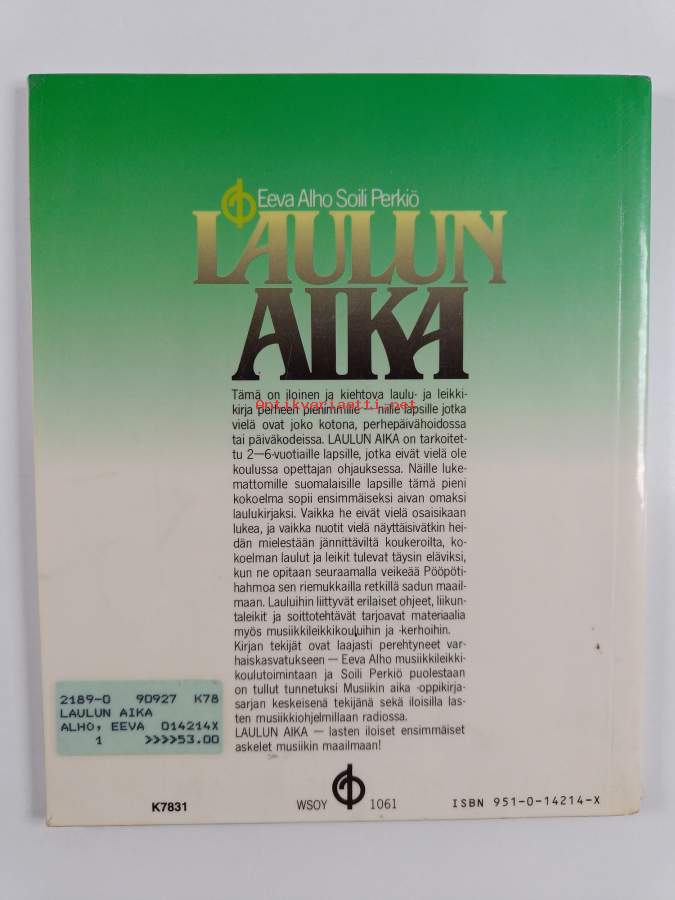 Eeva Alho Soili Perkiö
LAULUN
AIKA
Tämä on iloinen ja kiehtova laulu- ja leikki-
kirja perheen pienimmille — niille lapsille jotka
Antikvariaatti.net
vielä ovat joko kotona, perhepäivähoidossa
tai päiväkodeissa. LAULUN AIKA on tarkoitet-
tu 2—6-vuotiaille lapsille, jotka eivät vielä ole
koulussa opettajan ohjauksessa. Näille luke-
mattomille suomalaisille lapsille tämä pieni
kokoelma sopii ensimmäiseksi aivan omaksi
laulukirjaksi. Vaikka he eivät vielä osaisikaan
lukea, ja vaikka nuotit vielä näyttäisivätkin hei-
dän mielestään jännittäviltä koukeroilta, ko-
koelman laulut ja leikit tulevat täysin eläviksi,
kun ne opitaan seuraamalla veikeää Pööpöti-
hahmoa sen riemukkailla retkillä sadun maail-
maan. Lauluihin liittyvät erilaiset ohjeet, liikun-
taleikit ja soittotehtävät tarjoavat materiaalia
myös musiikkileikkikouluihin ja -kerhoihin.
Kirjan tekijät ovat laajasti perehtyneet var-
haiskasvatukseen — Eeva Alho musiikkileikki-
koulutoimintaan ja Soili Perkiö puolestaan
on tullut tunnetuksi Musiikin aika -oppikirja-
sarjan keskeisenä tekijänä sekä iloisilla las-
ten musiikkiohjelmillaan radiossa.
LAULUN AIKA — lasten iloiset ensimmäiset
askelet musiikin maailmaan!
2189-0 90927 K78
LAULUN AIKA
ALHO, EEVA 014214X
1 >>>>53.00
K7831
WSOY 1061
ISBN 951-0-14214-X